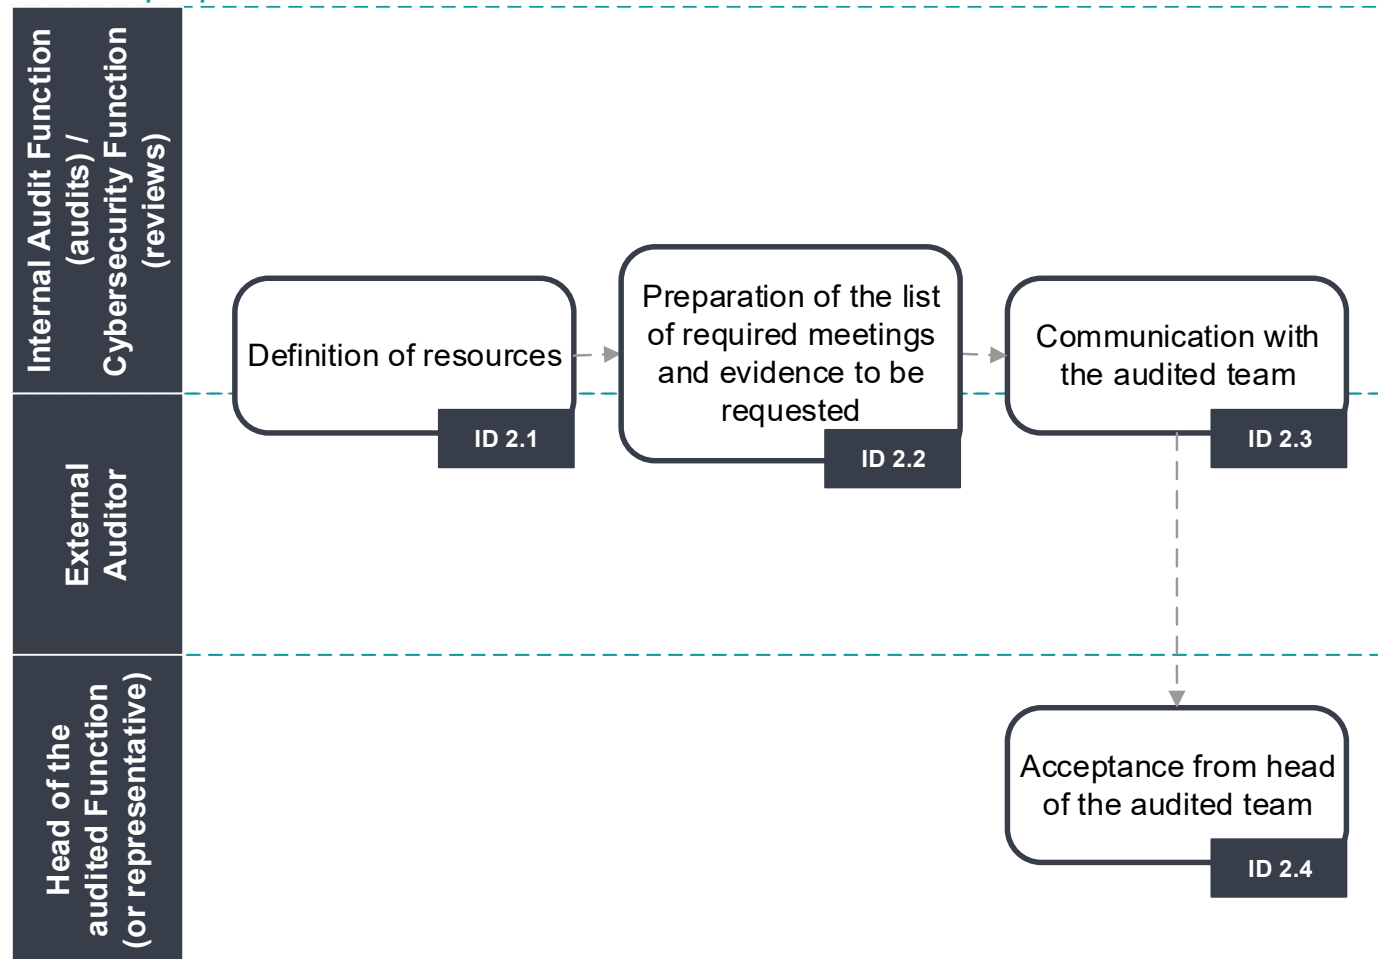 Internal Audit Function
(audits) /
Cybersecurity Function
(reviews)
Definition of resources
ID 2.1
Preparation of the list
of required meetings
and evidence to be
requested
ID 2.2
Communication with
the audited team
ID 2.3
External
Auditor
Head of the
audited Function
(or representative)
Acceptance from head
of the audited team
ID 2.4